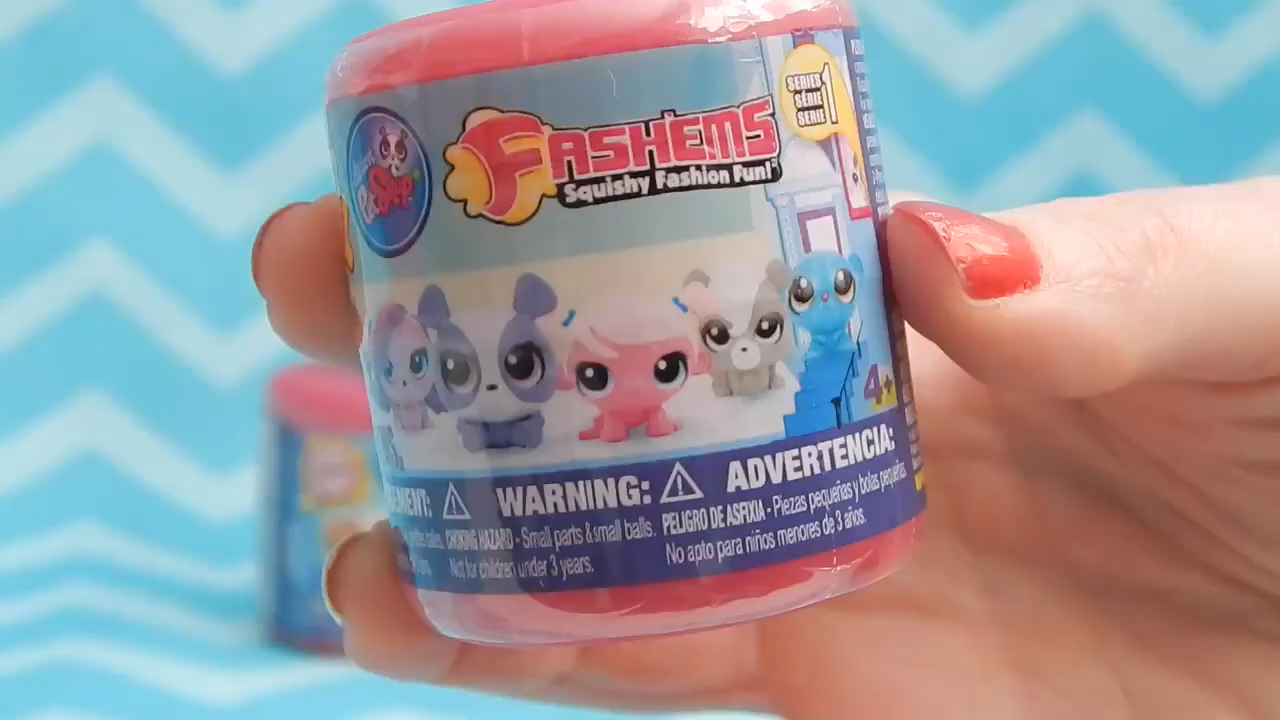 Littlest
PetShop
FASH'EMS
Squishy Fashion Fun!
SERIES
SÉRIE
SERIE
1
4+
WARNING:
CHOKING HAZARD - Small parts & small balls.
Not for children under 3 years.
ADVERTENCIA:
PELIGRO DE ASFIXIA - Piezas pequeñas y bolas pequeñas
No apto para niños menores de 3 años.